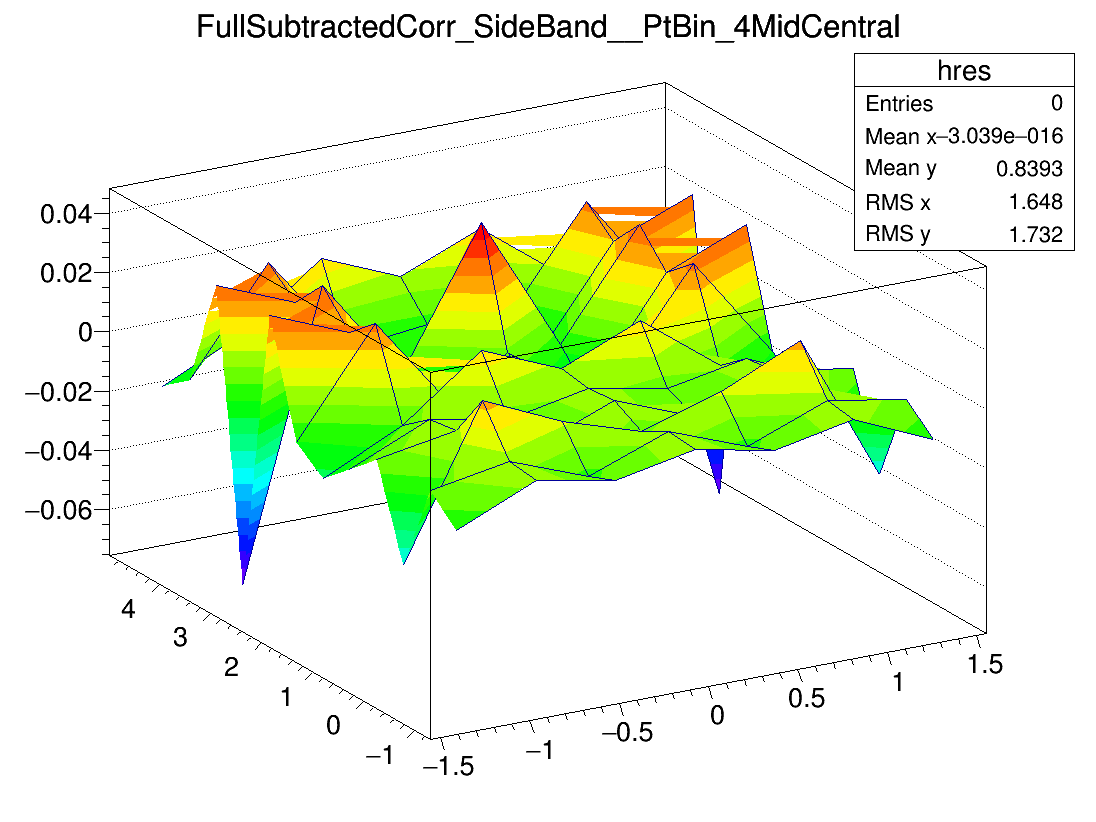 FullSubtractedCorr_SideBand__PtBin_4MidCentral
hres
Entries 0
Mean x−3.039e−016
Mean y 0.8393
RMS x 1.648
RMS y 1.732
0.04
0.02
0
−0.02
−0.04
−0.06
4
3
2
1
0
−1
−1.5
−1
−0.5
0
0.5
1
1.5